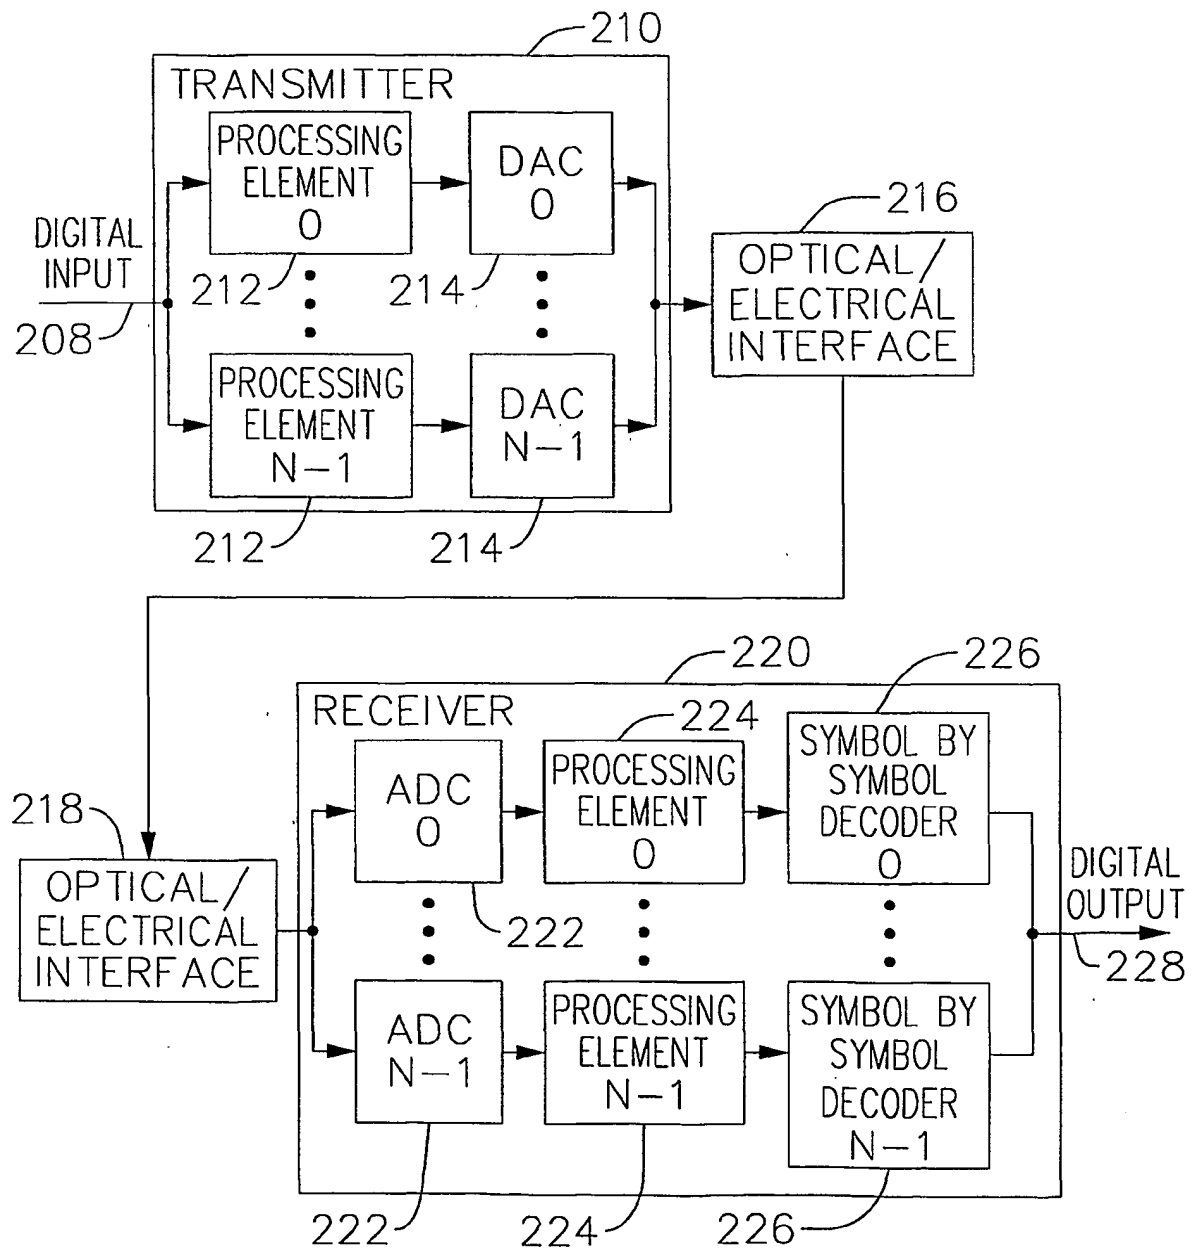 210
TRANSMITTER
PROCESSING
ELEMENT
0
DAC
0
212
214
DIGITAL
INPUT
208
PROCESSING
ELEMENT
N-1
DAC
N-1
212
214
216
OPTICAL/
ELECTRICAL
INTERFACE
220
RECEIVER
224
226
ADC
0
PROCESSING
ELEMENT
0
SYMBOL BY
SYMBOL
DECODER
0
218
OPTICAL/
ELECTRICAL
INTERFACE
222
DIGITAL
OUTPUT
228
ADC
N-1
PROCESSING
ELEMENT
N-1
SYMBOL BY
SYMBOL
DECODER
N-1
222
224
226